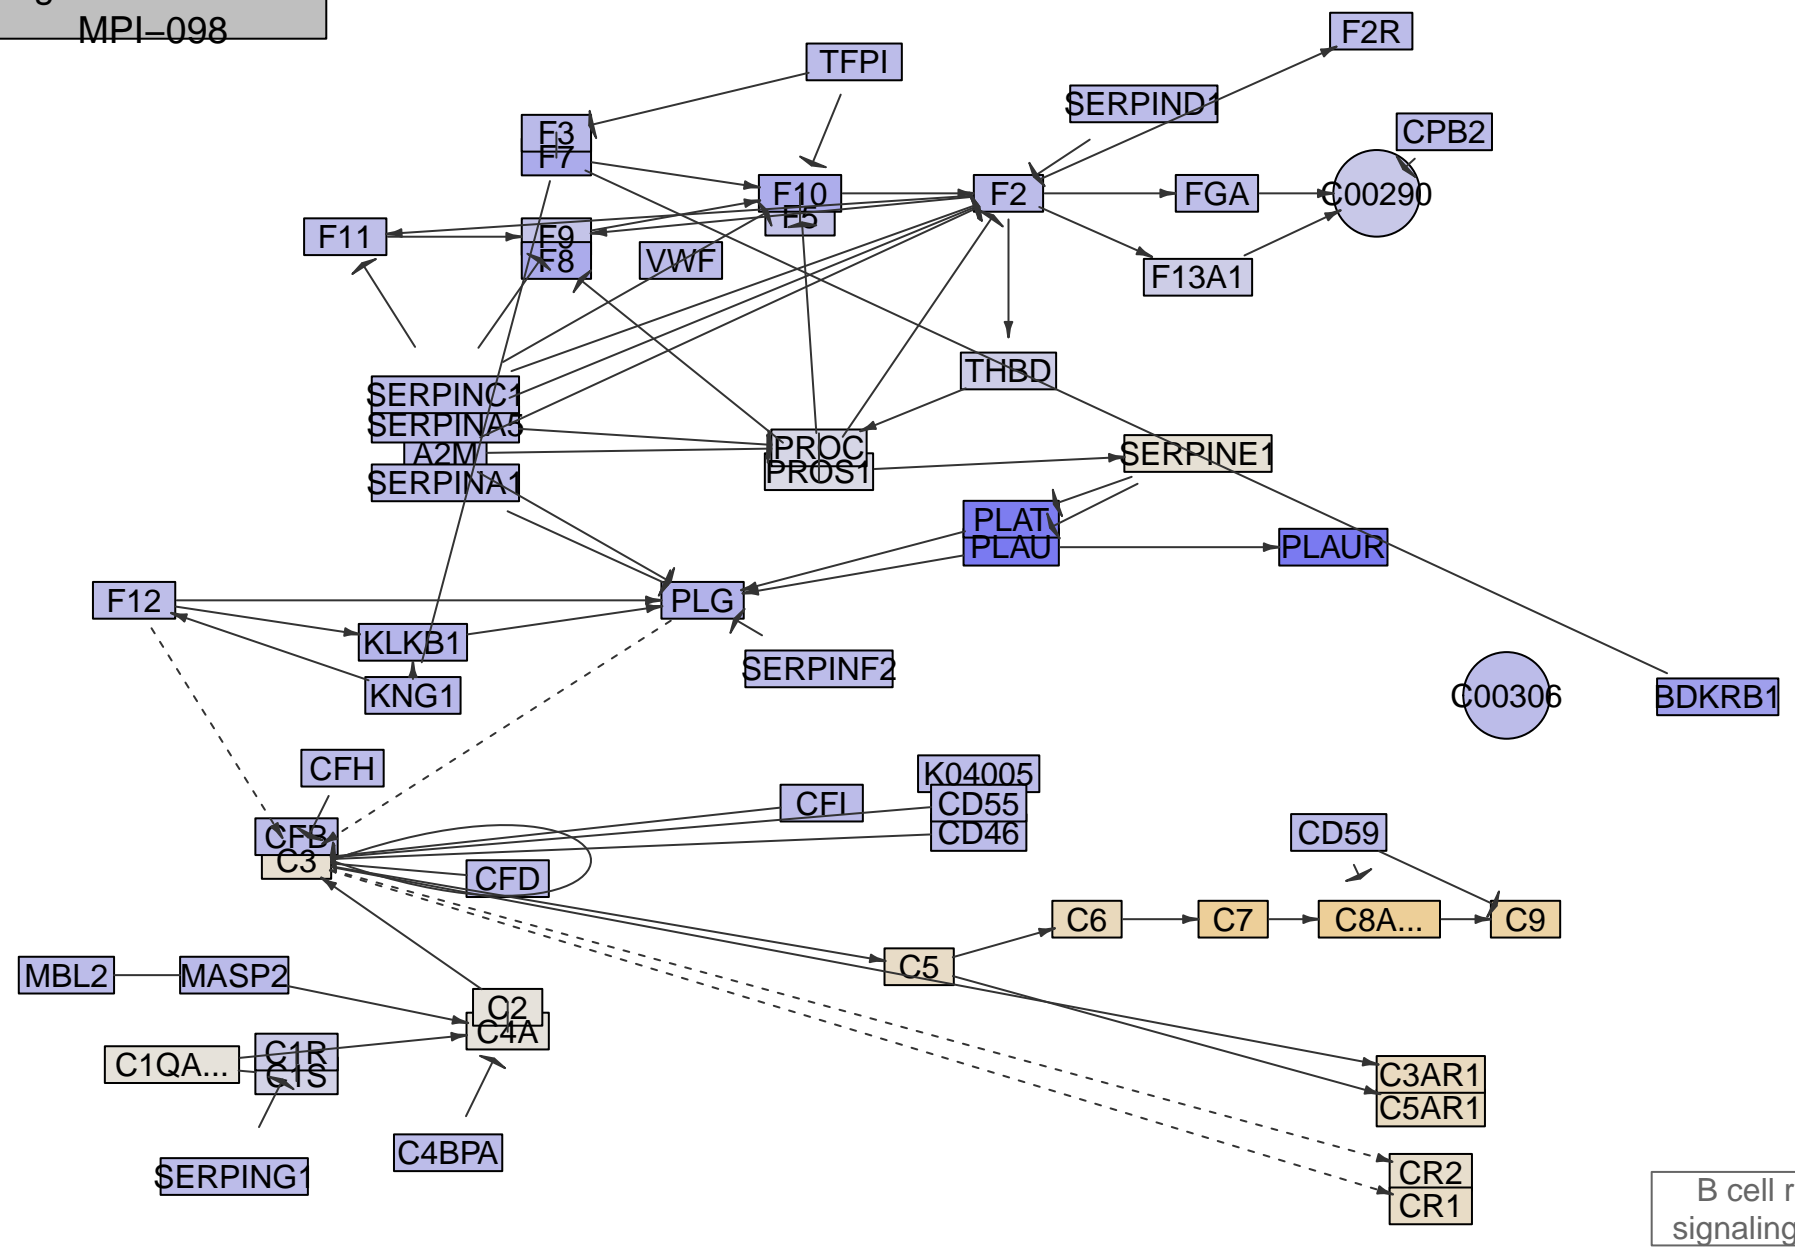 MPI−098
F2R
TFPI
SERPIND1
CPB2
F3
F7
F10
F5
F2
FGA
C00290
F11
F9
F8
VWF
F13A1
THBD
SERPINC1
SERPINA5
A2M
SERPINA1
PROC
PROS1
SERPINE1
PLAT
PLAU
PLAUR
F12
PLG
KLKB1
SERPINF2
KNG1
C00306
BDKRB1
CFH
K04005
CFI
CD55
CD46
CD59
CFB
C3
CFD
C6
C7
C8A...
C9
C5
MBL2
MASP2
C2
C4A
C1QA...
C1R
C1S
C3AR1
C5AR1
C4BPA
SERPING1
CR2
CR1
B cell r
signaling